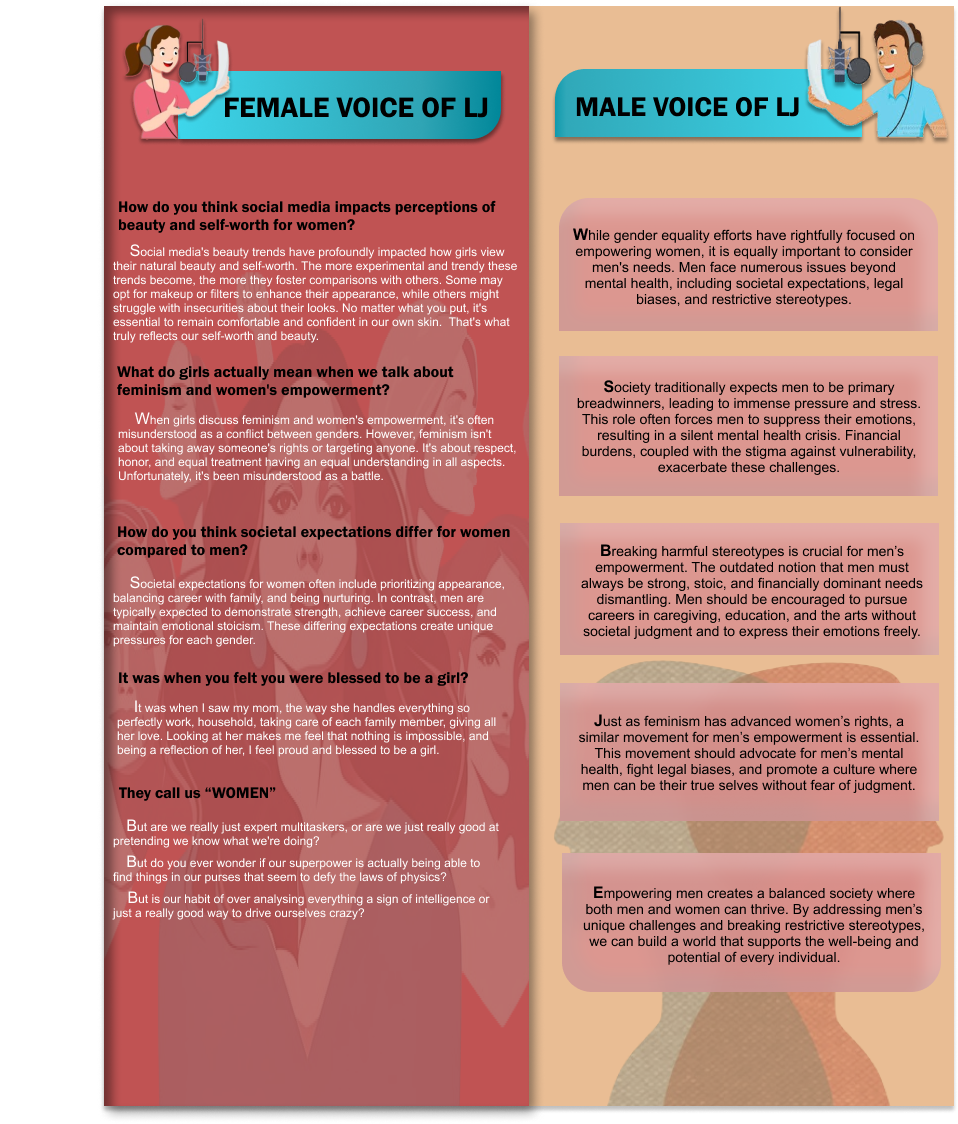 FEMALE VOICE OF LJ
How do you think social media impacts perceptions of
beauty and self-worth for women?
Social media's beauty trends have profoundly impacted how girls view
their natural beauty and self-worth. The more experimental and trendy these
trends become, the more they foster comparisons with others. Some may
opt for makeup or filters to enhance their appearance, while others might
struggle with insecurities about their looks. No matter what you put, it's
essential to remain comfortable and confident in our own skin. That's what
truly reflects our self-worth and beauty.
What do girls actually mean when we talk about
feminism and women's empowerment?
When girls discuss feminism and women's empowerment, it's often
misunderstood as a conflict between genders. However, feminism isn't
about taking away someone's rights or targeting anyone. It's about respect,
honor, and equal treatment having an equal understanding in all aspects.
Unfortunately, it's been misunderstood as a battle.
How do you think societal expectations differ for women
compared to men?
Societal expectations for women often include prioritizing appearance,
balancing career with family, and being nurturing. In contrast, men are
typically expected to demonstrate strength, achieve career success, and
maintain emotional stoicism. These differing expectations create unique
pressures for each gender.
It was when you felt you were blessed to be a girl?
It was when I saw my mom, the way she handles everything so
perfectly work, household, taking care of each family member, giving all
her love. Looking at her makes me feel that nothing is impossible, and
being a reflection of her, I feel proud and blessed to be a girl.
They call us “WOMEN”
But are we really just expert multitaskers, or are we just really good at
pretending we know what we're doing?
But do you ever wonder if our superpower is actually being able to
find things in our purses that seem to defy the laws of physics?
But is our habit of over analysing everything a sign of intelligence or
just a really good way to drive ourselves crazy?
MALE VOICE OF LJ
While gender equality efforts have rightfully focused on
empowering women, it is equally important to consider
men's needs. Men face numerous issues beyond
mental health, including societal expectations, legal
biases, and restrictive stereotypes.
Society traditionally expects men to be primary
breadwinners, leading to immense pressure and stress.
This role often forces men to suppress their emotions,
resulting in a silent mental health crisis. Financial
burdens, coupled with the stigma against vulnerability,
exacerbate these challenges.
Breaking harmful stereotypes is crucial for men’s
empowerment. The outdated notion that men must
always be strong, stoic, and financially dominant needs
dismantling. Men should be encouraged to pursue
careers in caregiving, education, and the arts without
societal judgment and to express their emotions freely.
Just as feminism has advanced women’s rights, a
similar movement for men’s empowerment is essential.
This movement should advocate for men’s mental
health, fight legal biases, and promote a culture where
men can be their true selves without fear of judgment.
Empowering men creates a balanced society where
both men and women can thrive. By addressing men’s
unique challenges and breaking restrictive stereotypes,
we can build a world that supports the well-being and
potential of every individual.